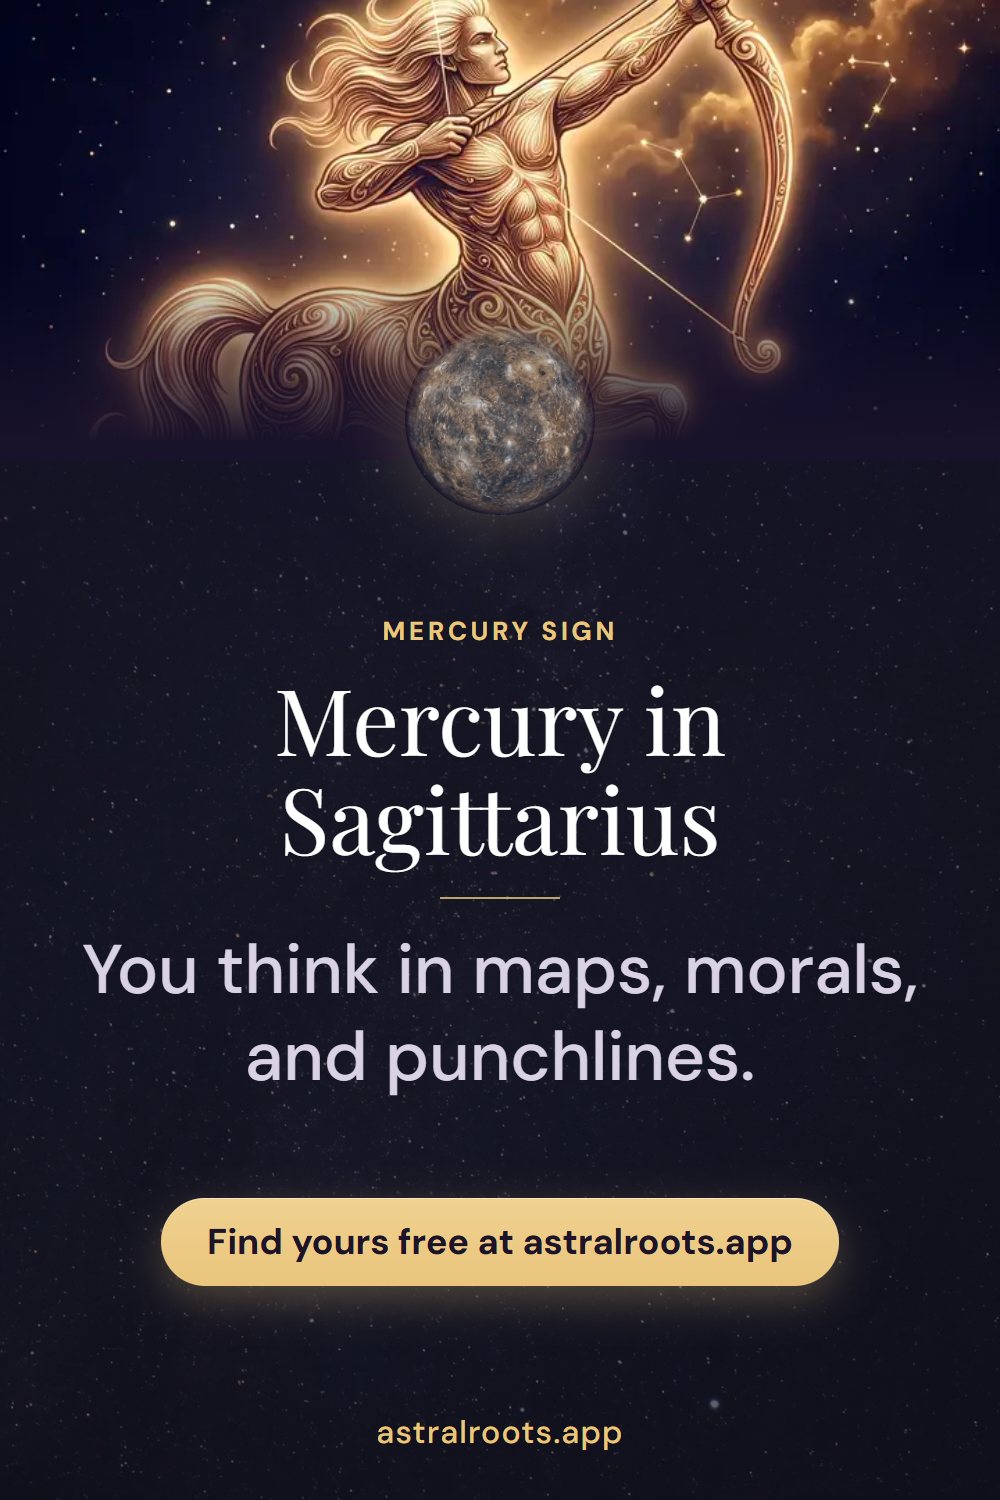 MERCURY SIGN
Mercury in
Sagittarius
You think in maps, morals,
and punchlines.
Find yours free at astralroots.app
astralroots.app